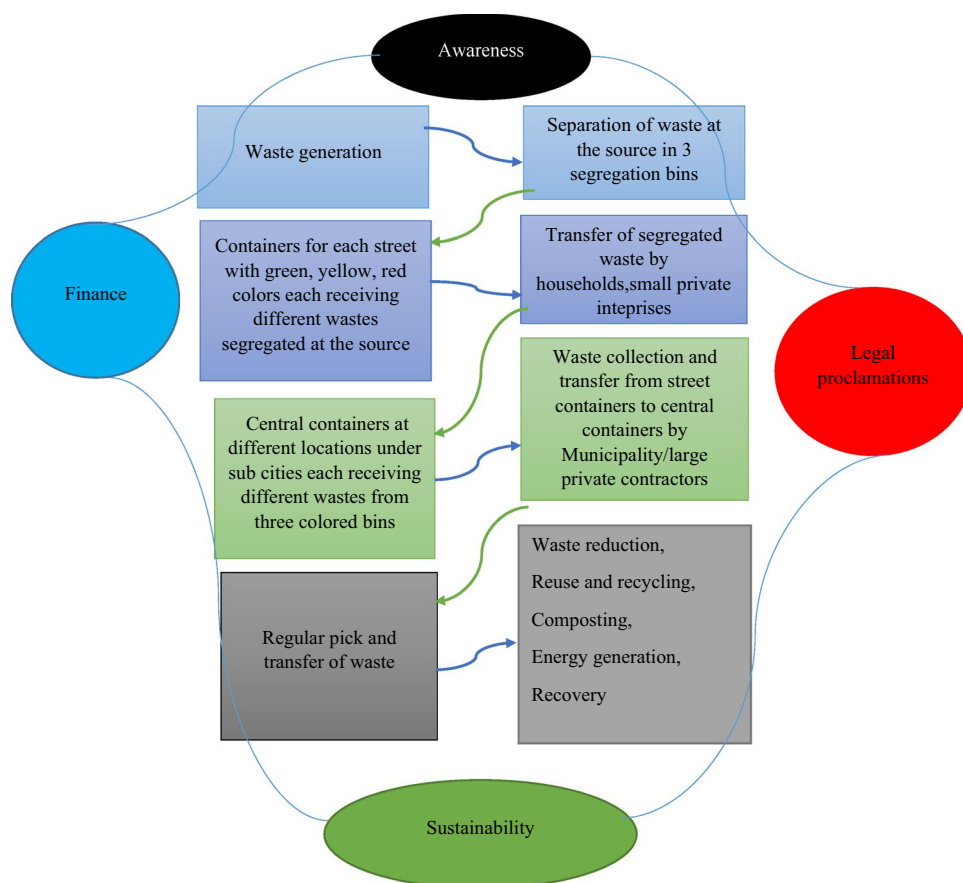 Awareness
Waste generation
Separation of waste at
the source in 3
segregation bins
Finance
Containers for each street
with green, yellow, red
colors each receiving
different wastes
segregated at the source
Transfer of segregated
waste by
households,small private
inteprises
Legal
proclamations
Central containers at
different locations under
sub cities each receiving
different wastes from
three colored bins
Waste collection and
transfer from street
containers to central
containers by
Municipality/large
private contractors
Regular pick and
transfer of waste
Waste reduction,
Reuse and recycling,
Composting,
Energy generation,
Recovery
Sustainability